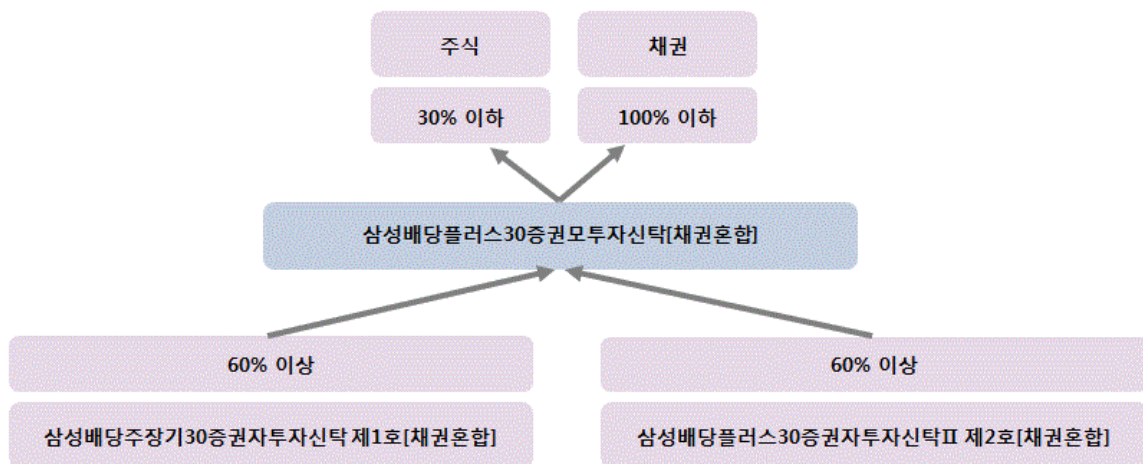 주식
채권
30% 이하
100% 이하
삼성배당플러스30증권모투자신탁[채권혼합]
60% 이상
60% 이상
삼성배당주장기30증권자투자신탁 제1호[채권혼합]
삼성배당플러스30증권자투자신탁Ⅱ 제2호[채권혼합]